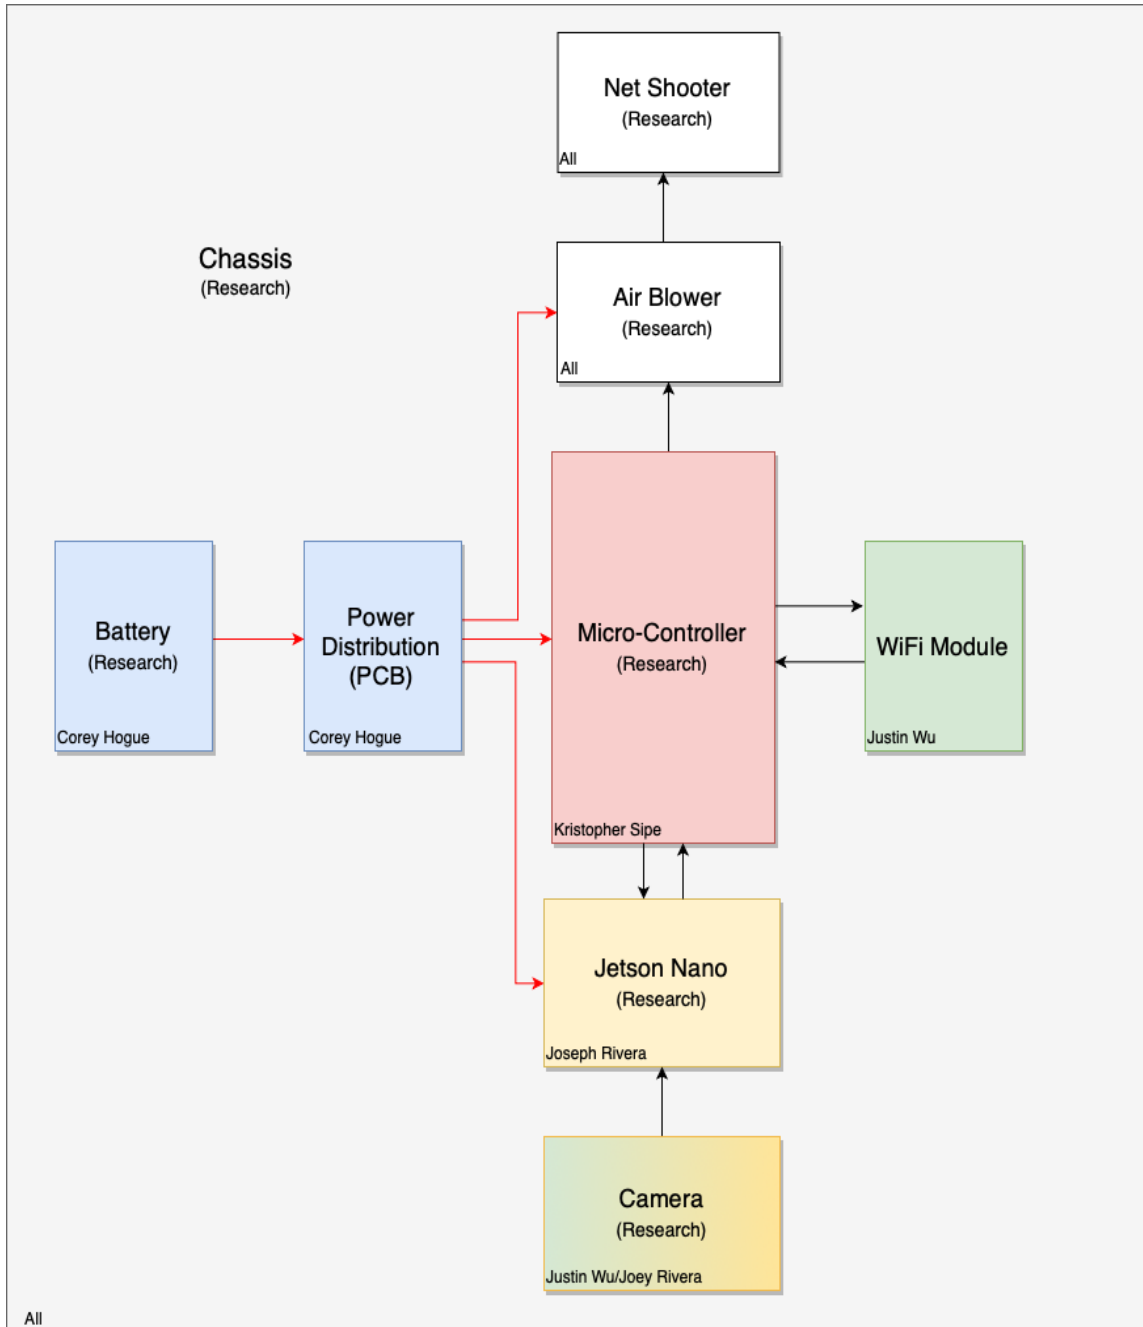 Net Shooter
(Research)
All
Chassis
(Research)
Air Blower
(Research)
All
Battery
(Research)
Corey Hogue
Power
Distribution
(PCB)
Corey Hogue
Micro-Controller
(Research)
Kristopher Sipe
WiFi Module
Justin Wu
Jetson Nano
(Research)
Joseph Rivera
Camera
(Research)
Justin Wu/Joey Rivera
All